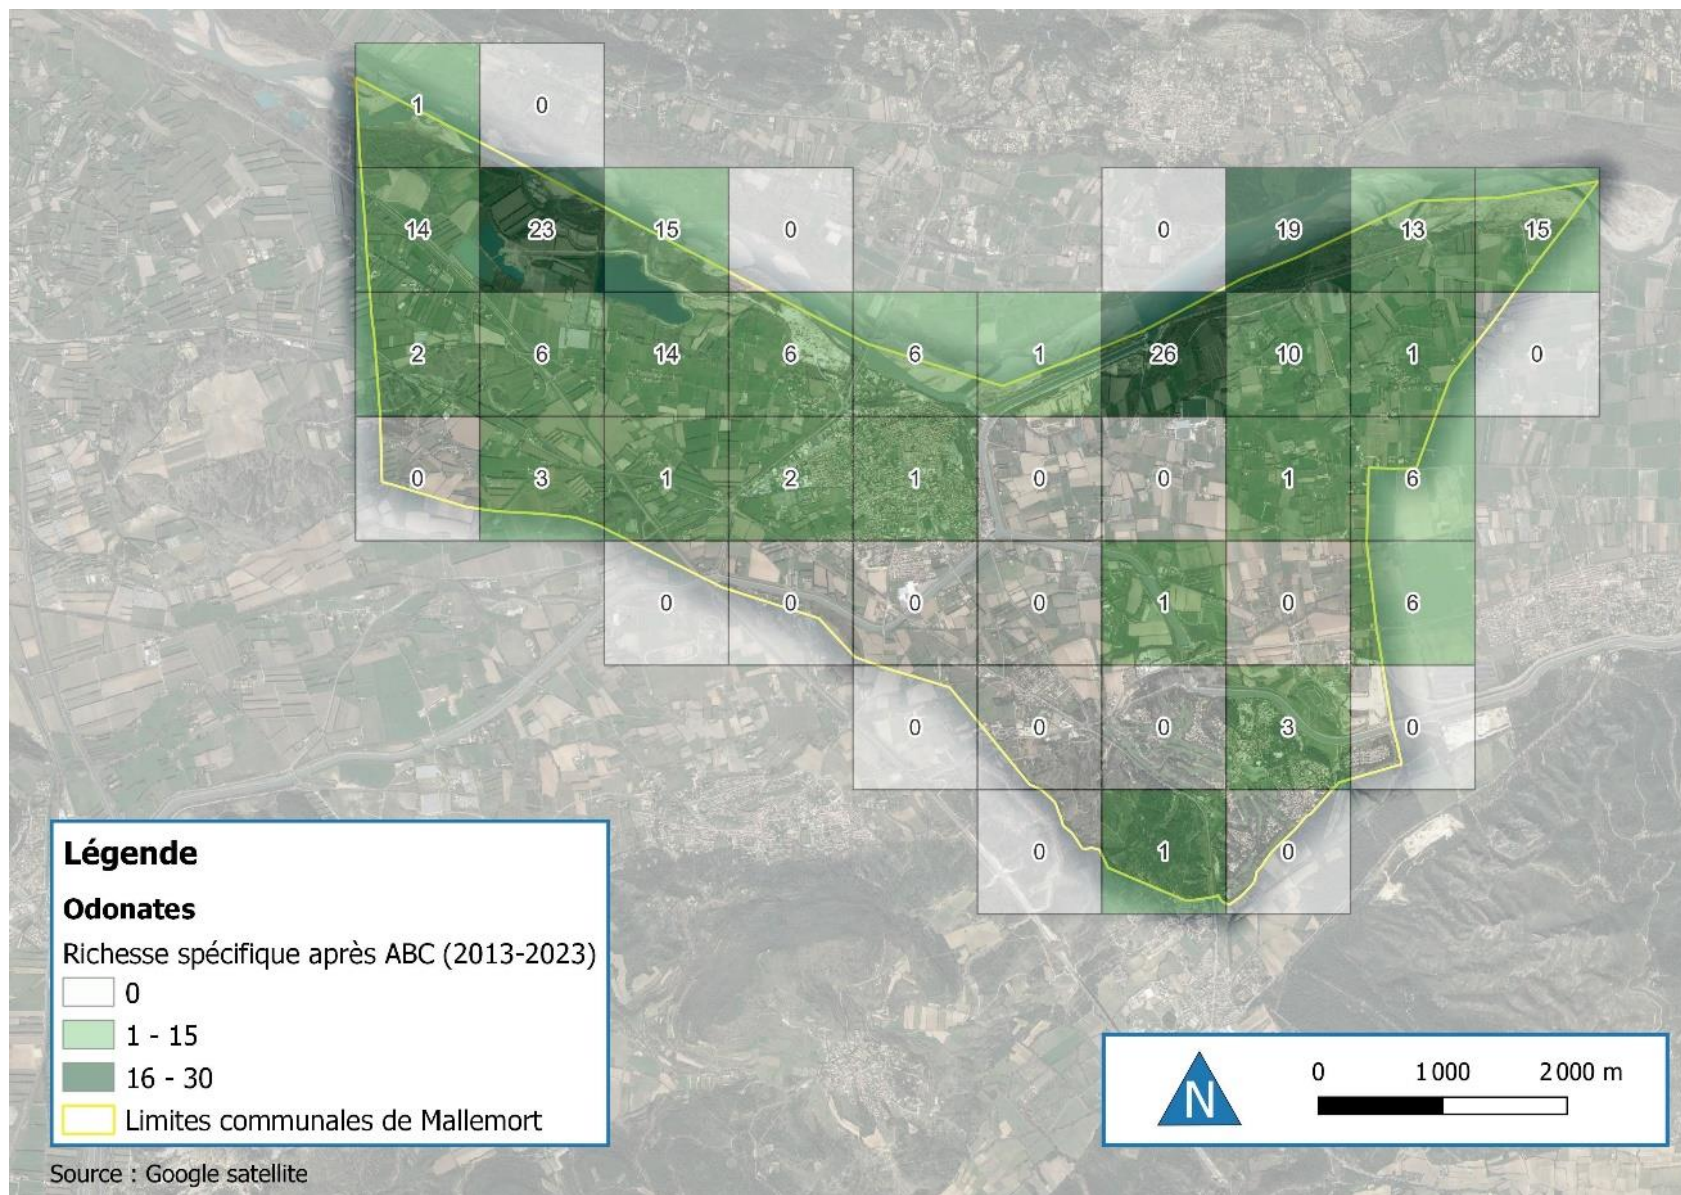 1 0
14 23 15 0 0 19 13 15
2 6 14 6 6 1 26 10 1 0
0 3 1 2 1 0 0 1 6
0 0 0 0 1 0 6
0 0 0 3 0
0 1 0
Légende
Odonates
Richesse spécifique après ABC (2013-2023)
0
1 - 15
16 - 30
Limites communales de Mallemort
N
0 1 000 2 000 m
Source : Google satellite